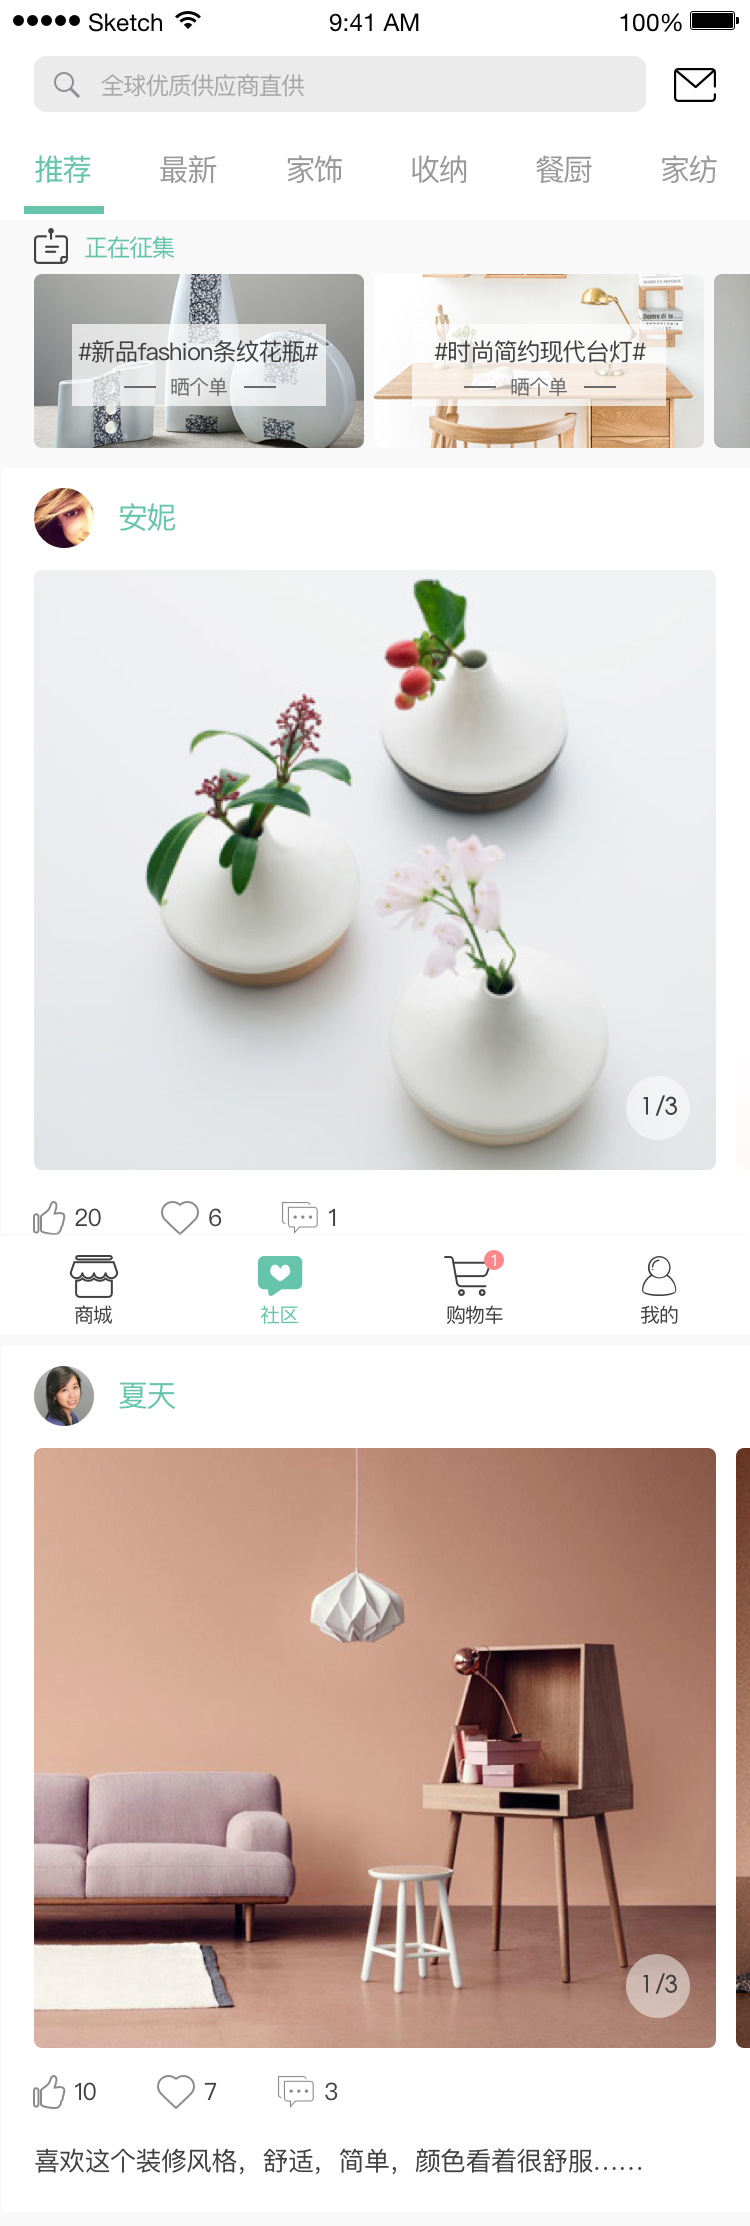 Sketch 9:41 AM 100%
全球优质供应商直供
推荐 最新 家饰 收纳 餐厨 家纺
正在征集
#新品fashion条纹花瓶#
晒个单
#时尚简约现代台灯#
晒个单
安妮
1/3
20 6 1
1
商城 社区 购物车 我的
夏天
1/3
10 7 3
喜欢这个装修风格，舒适，简单，颜色看着很舒服……